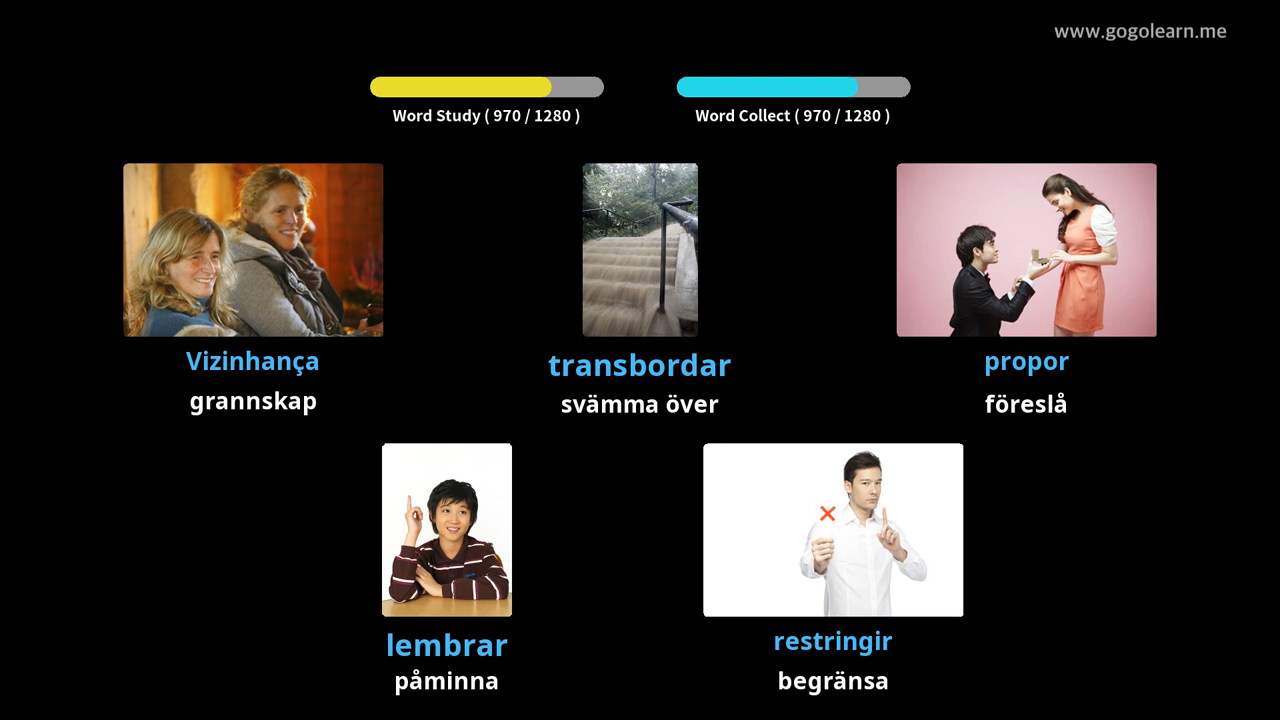 www.gogolearn.me
Word Study ( 970 / 1280 )
Word Collect ( 970 / 1280 )
Vizinhança
grannskap
transbordar
svämma över
propor
föreslå
lembrar
påminna
restringir
begränsa